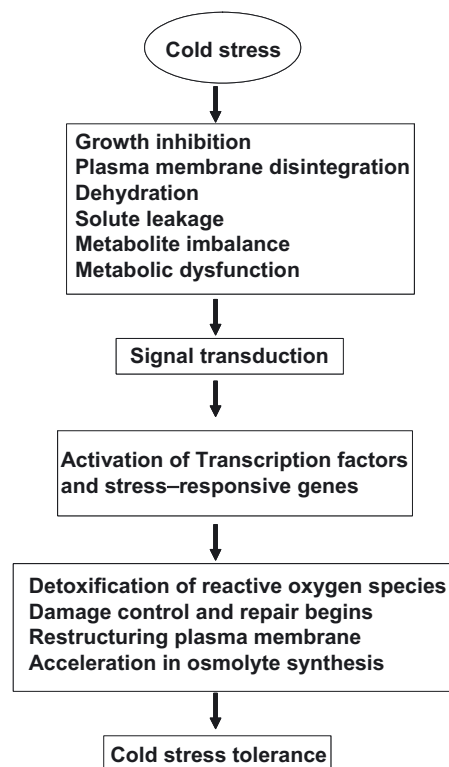 Cold stress
Growth inhibition
Plasma membrane disintegration
Dehydration
Solute leakage
Metabolite imbalance
Metabolic dysfunction
Signal transduction
Activation of Transcription factors
and stress–responsive genes
Detoxification of reactive oxygen species
Damage control and repair begins
Restructuring plasma membrane
Acceleration in osmolyte synthesis
Cold stress tolerance